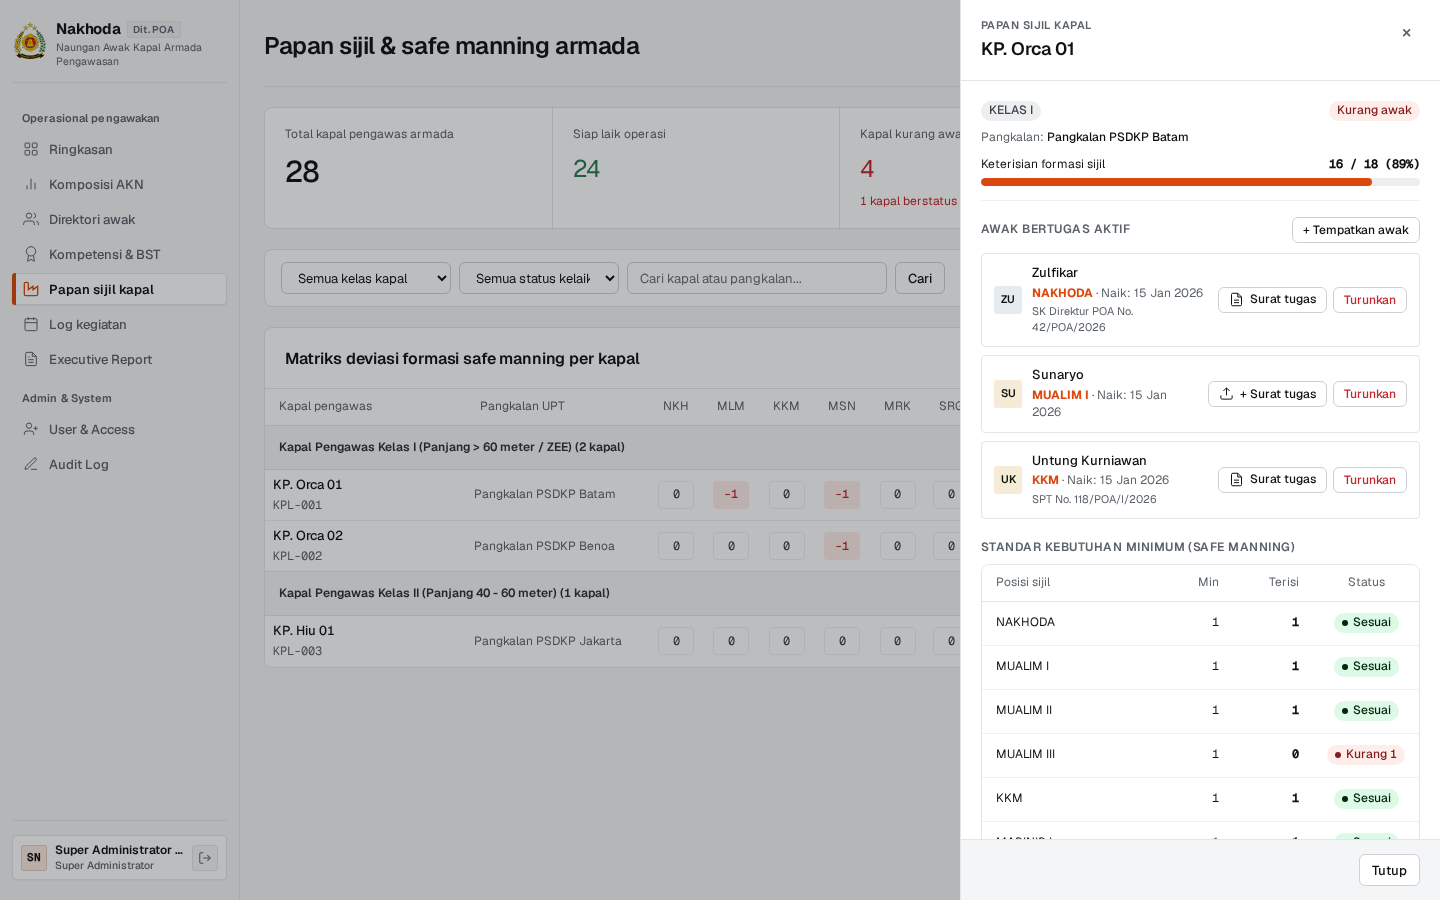 Nakhoda Dit. POA
Naungan Awak Kapal Armada
Pengawasan
Operasional pengawakan
Ringkasan
Komposisi AKN
Direktori awak
Kompetensi & BST
Papan sijil kapal
Log kegiatan
Executive Report
Admin & System
User & Access
Audit Log
SN
Super Administrator ...
Super Administrator
Papan sijil & safe manning armada
Total kapal pengawas armada
28
Siap laik operasi
24
Kapal kurang awa
4
1 kapal berstatus
Semua kelas kapal
Semua status kelaik
Cari kapal atau pangkalan...
Cari
Matriks deviasi formasi safe manning per kapal
Kapal pengawas Pangkalan UPT NKH MLM KKM MSN MRK SRG
Kapal Pengawas Kelas I (Panjang > 60 meter / ZEE) (2 kapal)
KP. Orca 01
KPL-001
Pangkalan PSDKP Batam 0 -1 0 -1 0 0
KP. Orca 02
KPL-002
Pangkalan PSDKP Benoa 0 0 0 -1 0 0
Kapal Pengawas Kelas II (Panjang 40 - 60 meter) (1 kapal)
KP. Hiu 01
KPL-003
Pangkalan PSDKP Jakarta 0 0 0 0 0 0
PAPAN SIJIL KAPAL
KP. Orca 01
×
KELAS I
Kurang awak
Pangkalan: Pangkalan PSDKP Batam
Keterisian formasi sijil 16 / 18 (89%)
AWAK BERTUGAS AKTIF
+ Tempatkan awak
ZU
Zulfikar
NAKHODA · Naik: 15 Jan 2026
SK Direktur POA No.
42/POA/2026
Surat tugas
Turunkan
SU
Sunaryo
MUALIM I · Naik: 15 Jan
2026
+ Surat tugas
Turunkan
UK
Untung Kurniawan
KKM · Naik: 15 Jan 2026
SPT No. 118/POA/I/2026
Surat tugas
Turunkan
STANDAR KEBUTUHAN MINIMUM (SAFE MANNING)
Posisi sijil Min Terisi Status
NAKHODA 1 1 Sesuai
MUALIM I 1 1 Sesuai
MUALIM II 1 1 Sesuai
MUALIM III 1 0 Kurang 1
KKM 1 1 Sesuai
Tutup